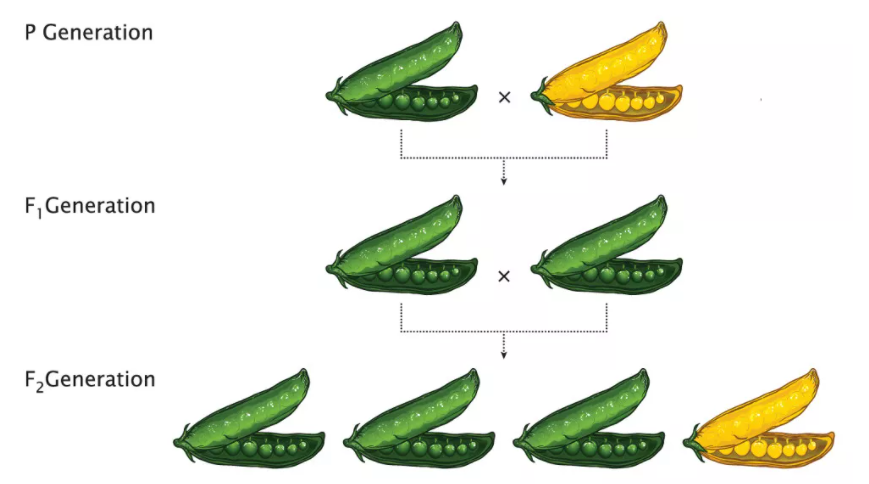 P Generation
×
F₁Generation
×
F₂Generation